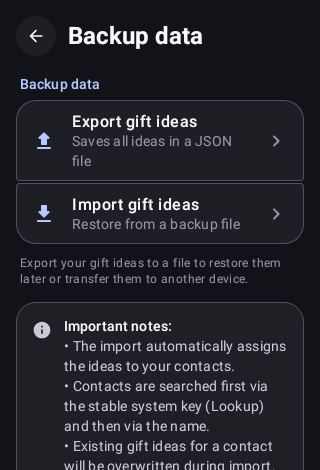 Backup data
Backup data
Export gift ideas
Saves all ideas in a JSON
file
Import gift ideas
Restore from a backup file
Export your gift ideas to a file to restore them
later or transfer them to another device.
Important notes:
• The import automatically assigns
the ideas to your contacts.
• Contacts are searched first via
the stable system key (Lookup)
and then via the name.
• Existing gift ideas for a contact
will be overwritten during import.